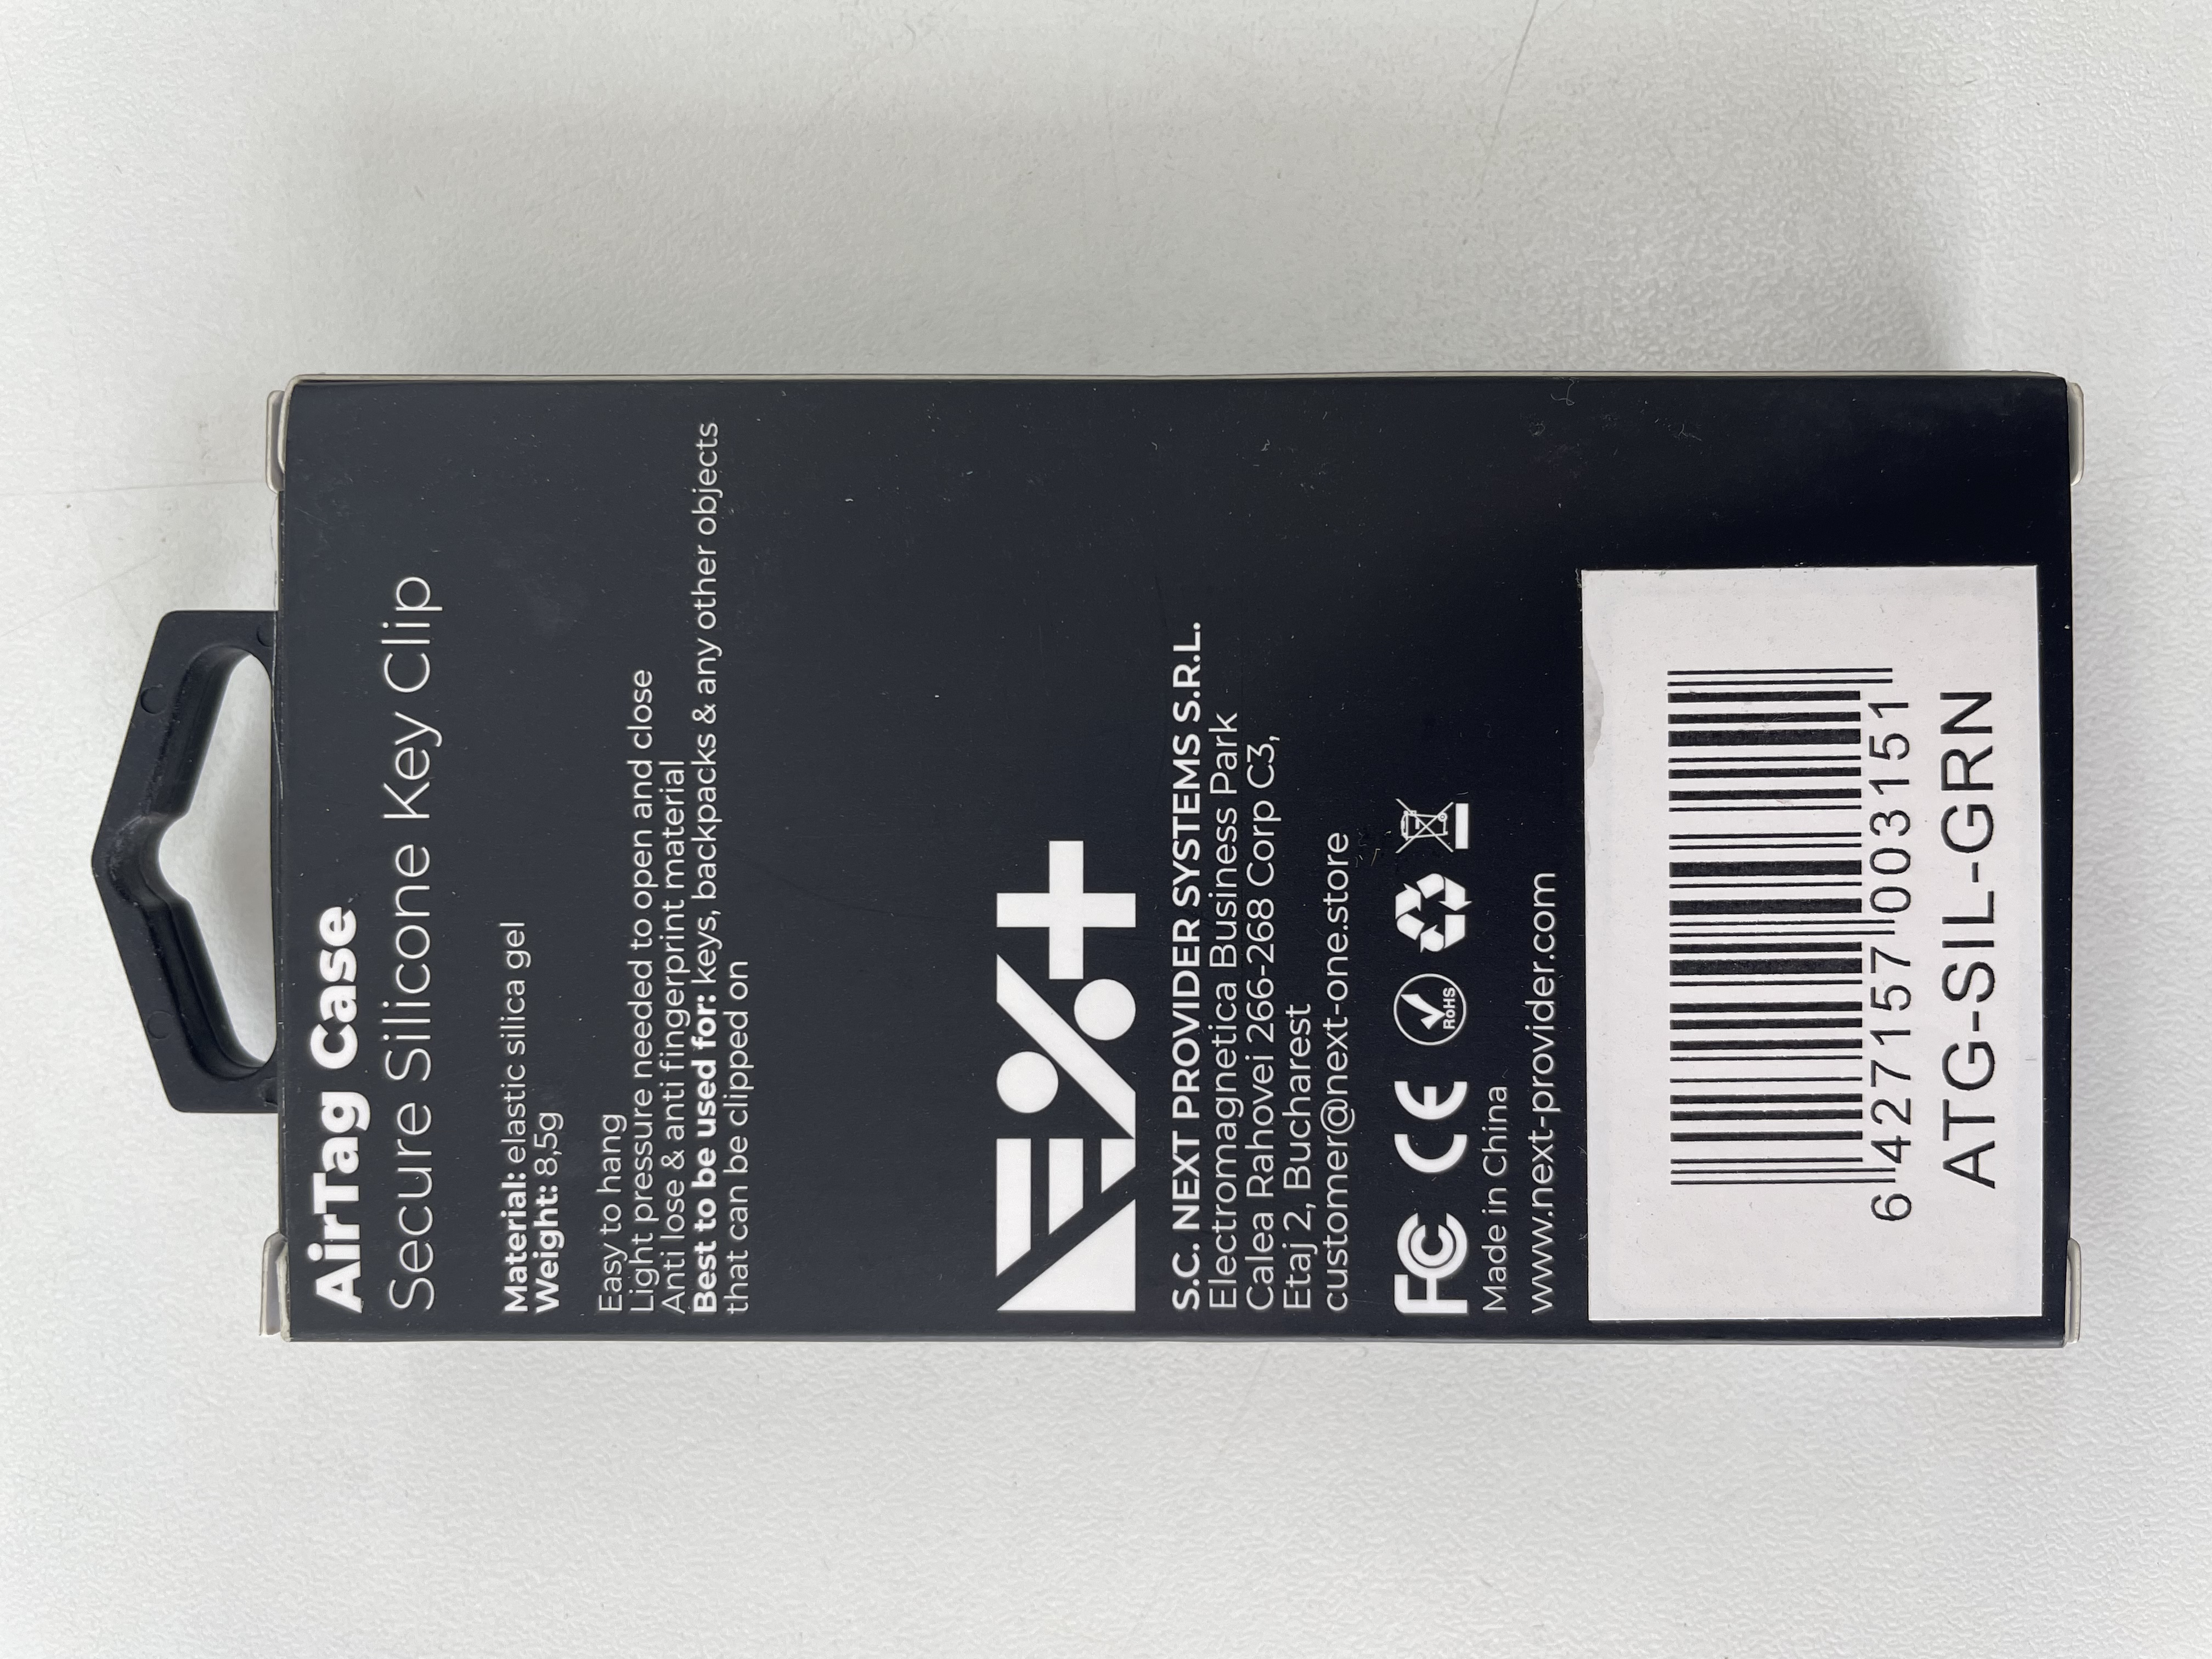 AirTag Case
Secure Silicone Key Clip
Material: elastic silica gel
Weight: 8,5g
Easy to hang
Light pressure needed to open and close
Anti lose & anti fingerprint material
Best to be used for: keys, backpacks & any other objects
that can be clipped on
S.C. NEXT PROVIDER SYSTEMS S.R.L.
Electromagnetica Business Park
Calea Rahovei 266-268 Corp C3,
Etaj 2, Bucharest
customer@next-one.store
FC CE RoHS
Made in China
www.next-provider.com
6 427157 003151
ATG-SIL-GRN